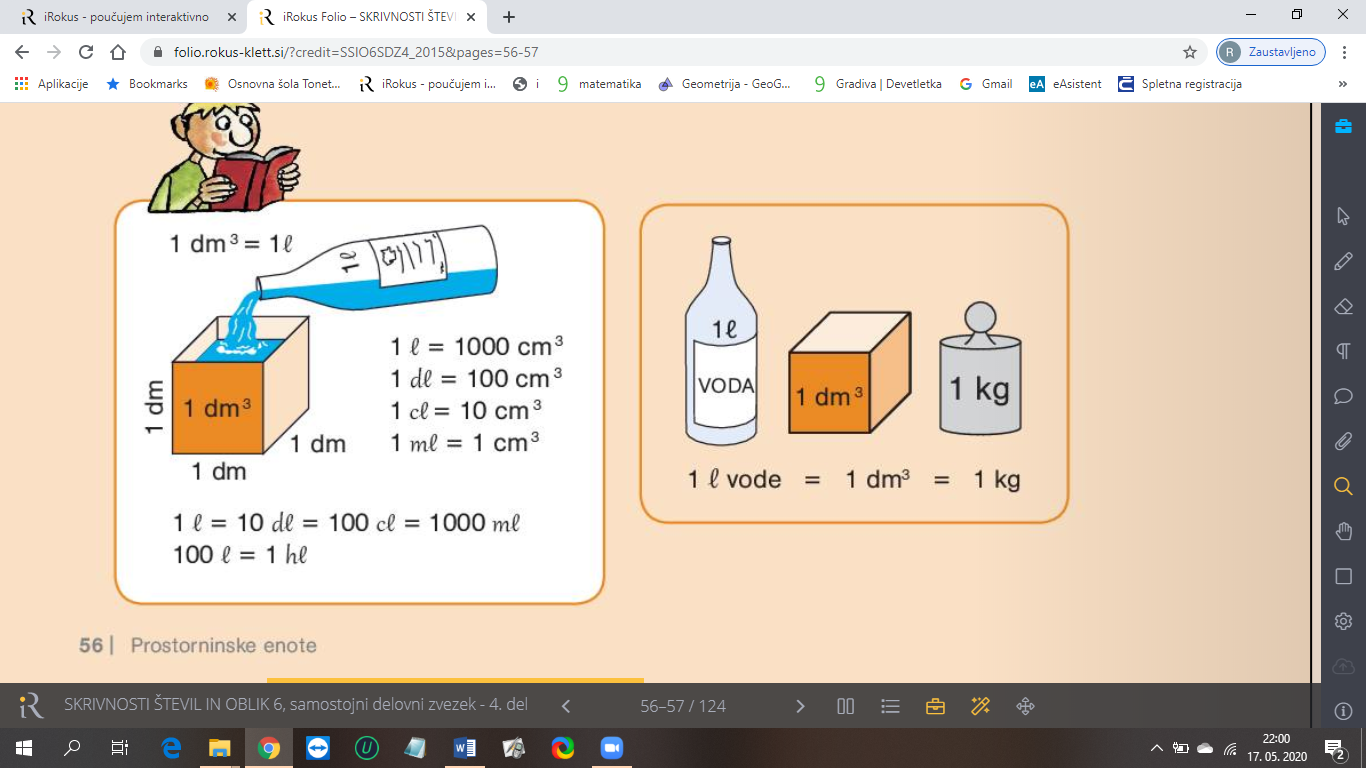 iRokus - poučujem interaktivno
iRokus Folio – SKRIVNOSTI ŠTEVI
folio.rokus-klett.si/?credit=SSIO6SDZ4_2015&pages=56-57
R Zaustavljeno
Aplikacije
Bookmarks
Osnovna šola Tonet...
iRokus - poučujem i...
i
matematika
Geometrija - GeoG...
Gradiva | Devetletka
Gmail
eA eAsistent
Spletna registracija
»
1 dm³ = 1ℓ
1ℓ
1 dm
1 dm³
1 dm
1 dm
1 ℓ = 1000 cm³
1 dℓ = 100 cm³
1 cℓ = 10 cm³
1 mℓ = 1 cm³
1 ℓ = 10 dℓ = 100 cℓ = 1000 mℓ
100 ℓ = 1 hℓ
1ℓ
VODA
1 dm³
1 kg
1 ℓ vode = 1 dm³ = 1 kg
56 | Prostorninske enote
SKRIVNOSTI ŠTEVIL IN OBLIK 6, samostojni delovni zvezek - 4. del
56–57 / 124
22:00
17. 05. 2020
2